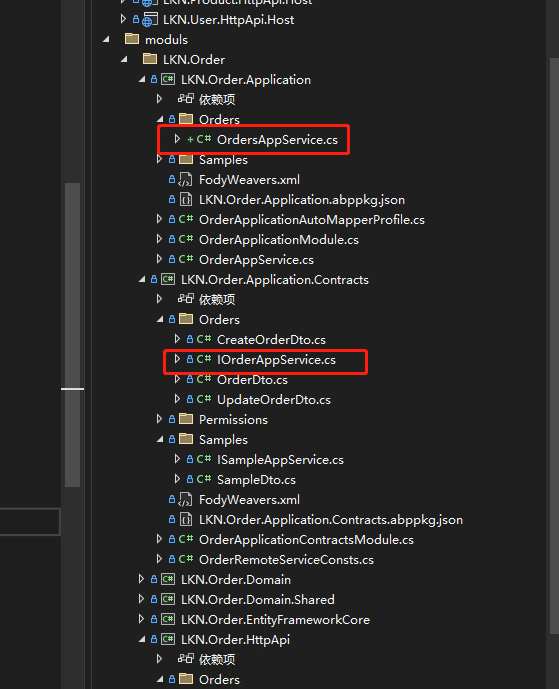 LKN.Product.HttpApi.Host
LKN.User.HttpApi.Host
moduls
LKN.Order
LKN.Order.Application
依赖项
Orders
OrdersAppService.cs
Samples
FodyWeavers.xml
LKN.Order.Application.abppkg.json
OrderApplicationAutoMapperProfile.cs
OrderApplicationModule.cs
OrderAppService.cs
LKN.Order.Application.Contracts
依赖项
Orders
CreateOrderDto.cs
IOrderAppService.cs
OrderDto.cs
UpdateOrderDto.cs
Permissions
Samples
ISampleAppService.cs
SampleDto.cs
FodyWeavers.xml
LKN.Order.Application.Contracts.abppkg.json
OrderApplicationContractsModule.cs
OrderRemoteServiceConsts.cs
LKN.Order.Domain
LKN.Order.Domain.Shared
LKN.Order.EntityFrameworkCore
LKN.Order.HttpApi
依赖项
Orders